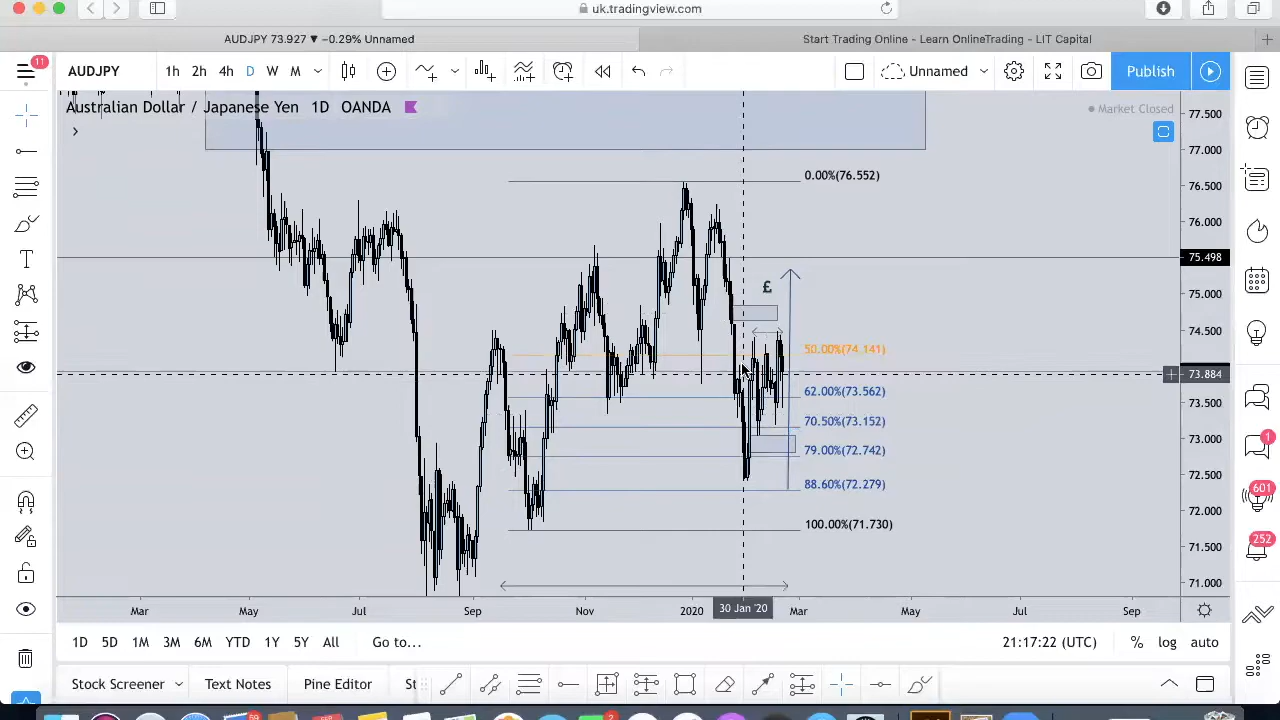 uk.tradingview.com
AUDJPY 73.927 ▼ −0.29% Unnamed
Start Trading Online - Learn OnlineTrading - LIT Capital
11
AUDJPY
1h 2h 4h D W M
Unnamed
Publish
Australian Dollar / Japanese Yen 1D OANDA
Market Closed
77.500
77.000
76.500
76.000
75.498
75.000
74.500
73.884
73.500
73.000
72.500
72.000
71.500
71.000
0.00%(76.552)
£
50.00%(74.141)
62.00%(73.562)
70.50%(73.152)
79.00%(72.742)
88.60%(72.279)
100.00%(71.730)
1
601
252
Mar May Jul Sep Nov 2020 30 Jan '20 Mar May Jul Sep
1D 5D 1M 3M 6M YTD 1Y 5Y All Go to...
21:17:22 (UTC) % log auto
Stock Screener Text Notes Pine Editor St